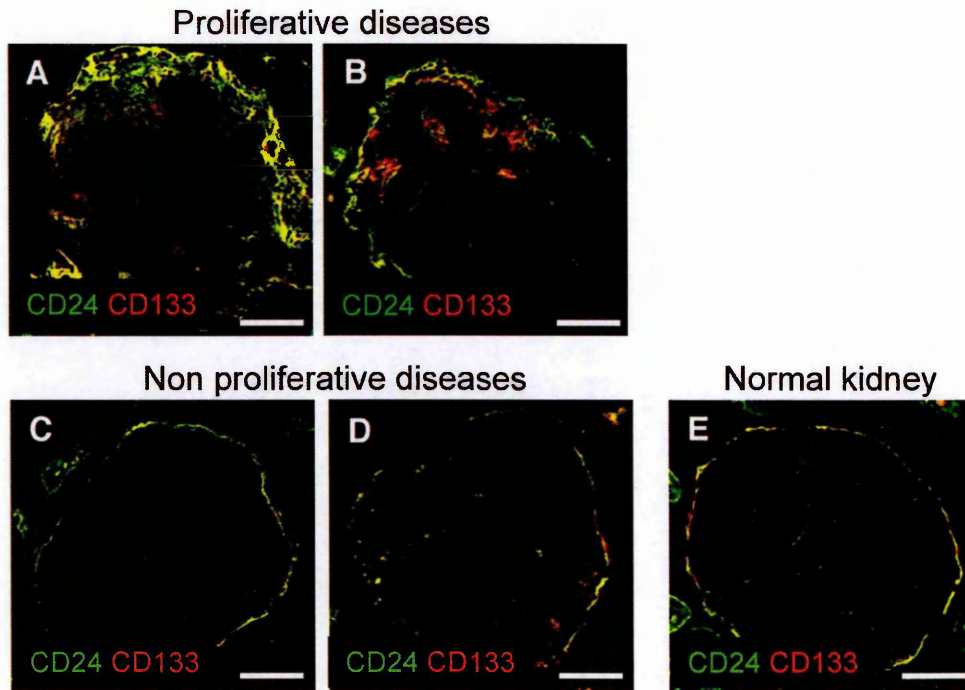 Proliferative diseases
A
B
CD24 CD133
CD24 CD133
Non proliferative diseases
Normal kidney
C
D
E
CD24 CD133
CD24 CD133
CD24 CD133